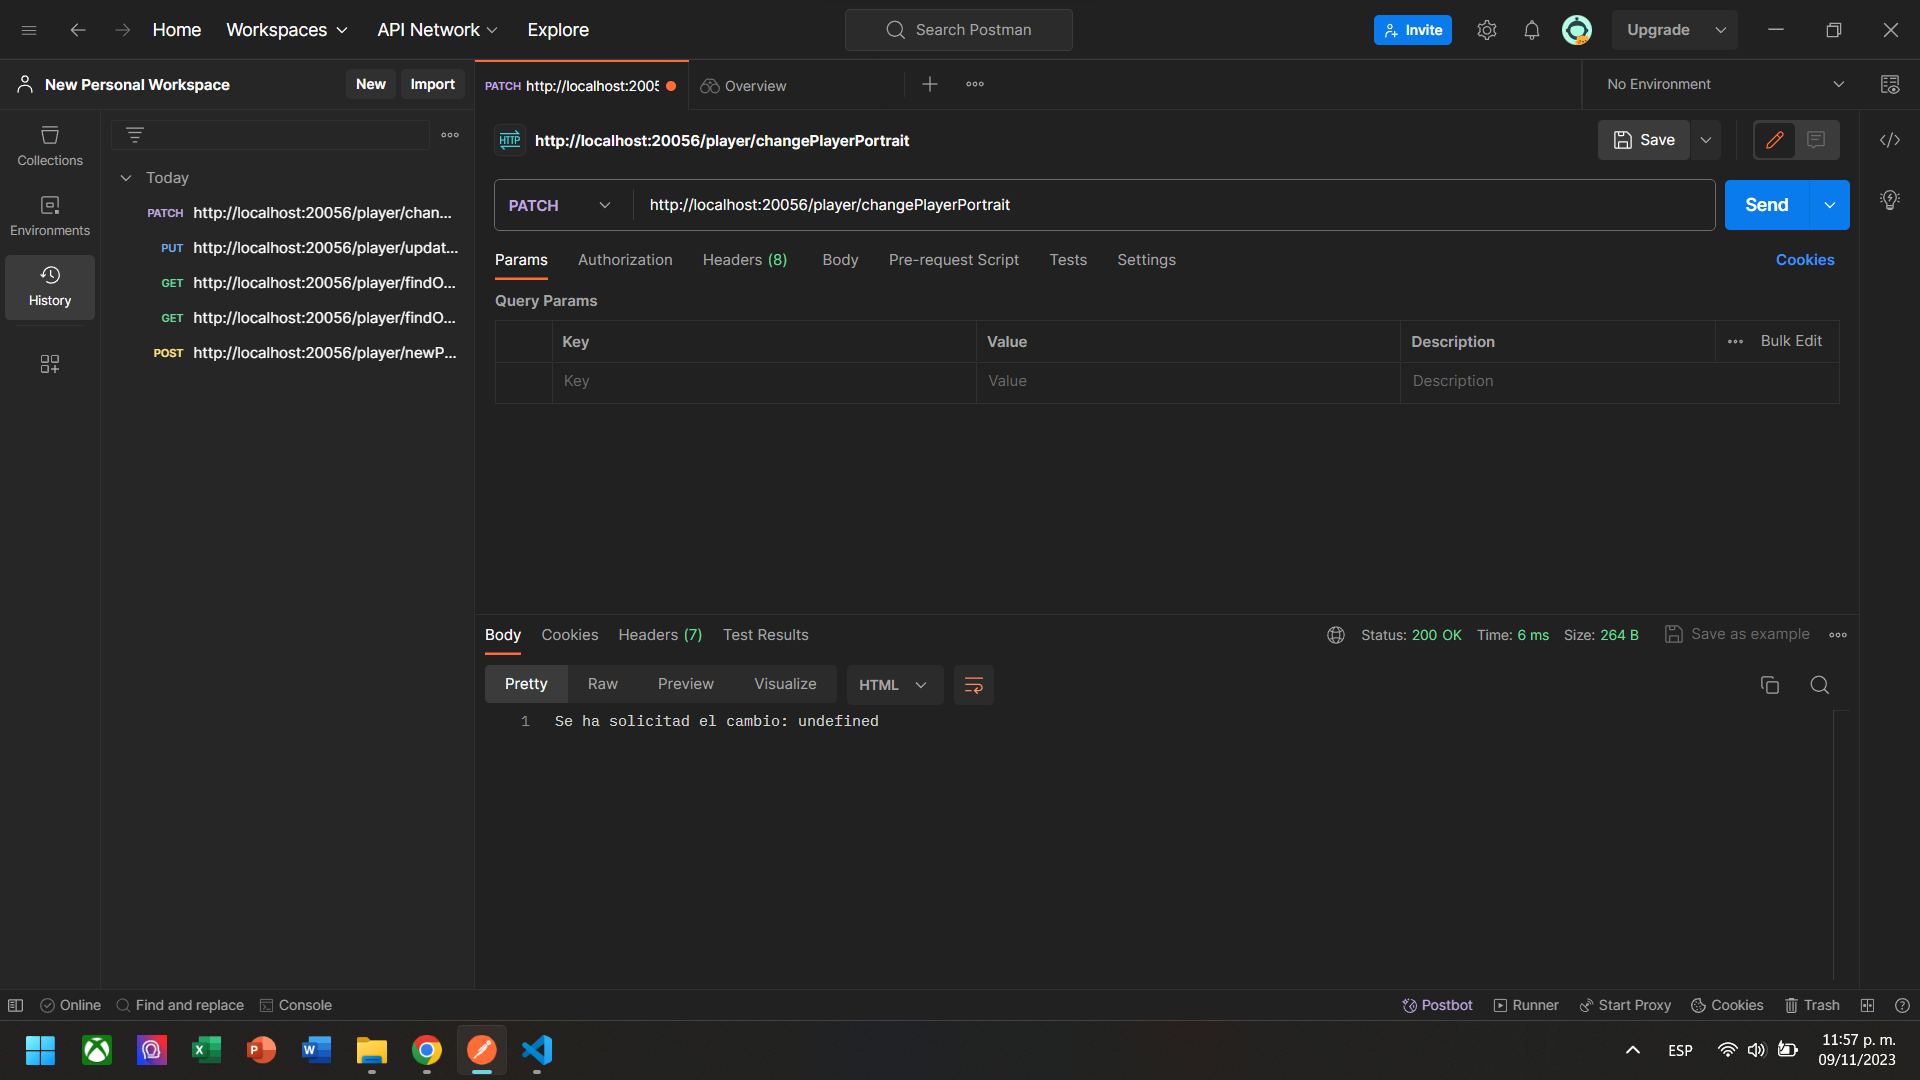 Home Workspaces API Network Explore Search Postman Invite Upgrade
New Personal Workspace New Import PATCH http://localhost:2005 Overview No Environment
Collections
Environments
History
Today
PATCH http://localhost:20056/player/chan...
PUT http://localhost:20056/player/updat...
GET http://localhost:20056/player/findO...
GET http://localhost:20056/player/findO...
POST http://localhost:20056/player/newP...
HTTP http://localhost:20056/player/changePlayerPortrait Save
PATCH http://localhost:20056/player/changePlayerPortrait Send
Params Authorization Headers (8) Body Pre-request Script Tests Settings Cookies
Query Params
Key Value Description Bulk Edit
Key Value Description
Body Cookies Headers (7) Test Results Status: 200 OK Time: 6 ms Size: 264 B Save as example
Pretty Raw Preview Visualize HTML
1 Se ha solicitad el cambio: undefined
Online Find and replace Console Postbot Runner Start Proxy Cookies Trash
ESP 11:57 p. m.
09/11/2023